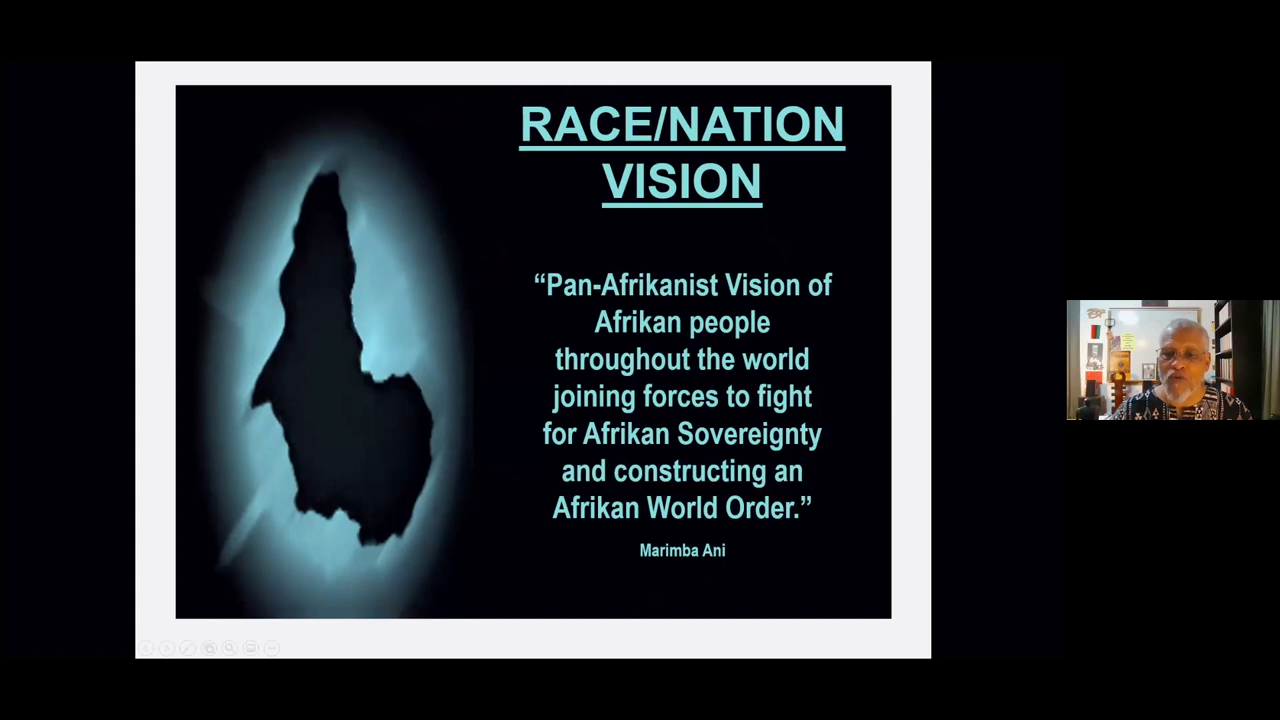 RACE/NATION
VISION
“Pan-Afrikanist Vision of
Afrikan people
throughout the world
joining forces to fight
for Afrikan Sovereignty
and constructing an
Afrikan World Order.”
Marimba Ani